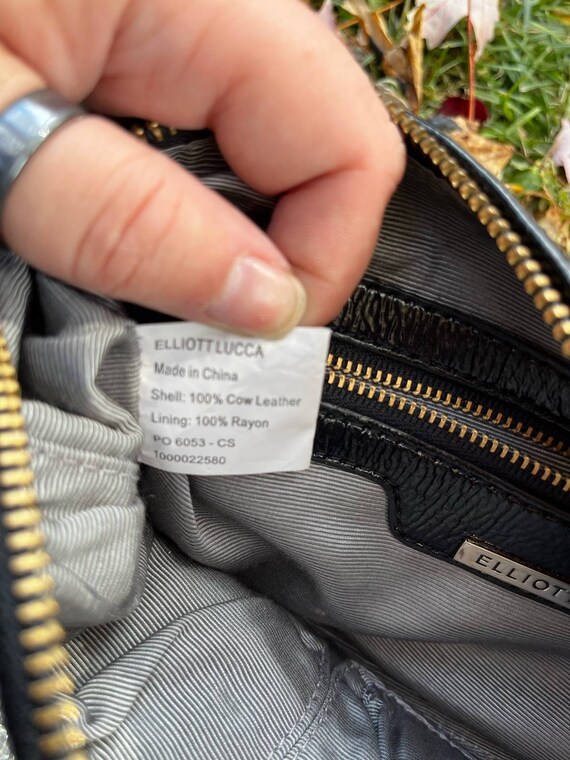 ELLIOTT LUCCA
Made in China
Shell: 100% Cow Leather
Lining: 100% Rayon
PO 6053 - CS
1000022580
ELLIOTT